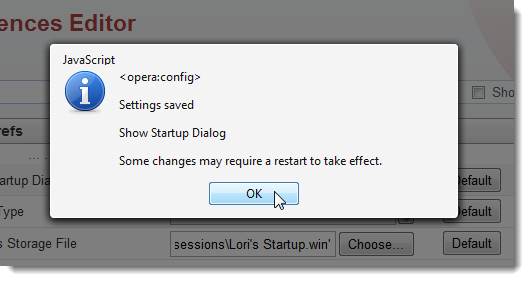 ences Editor
JavaScript
<opera:config>
Settings saved
Show Startup Dialog
Some changes may require a restart to take effect.
OK
Sho
refs
... ...
artup Dia
Default
Type
Default
s Storage File
sessions\Lori's Startup.win'
Choose...
Default